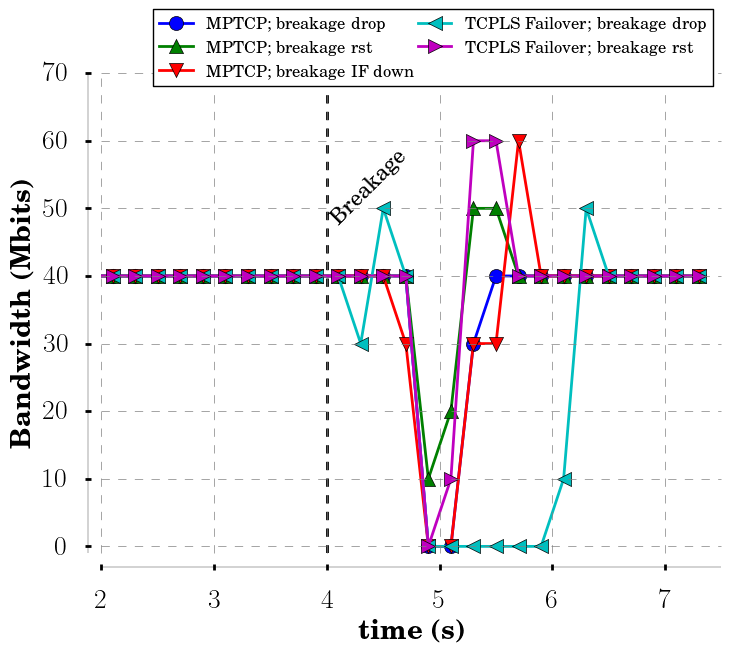 MPTCP; breakage drop
MPTCP; breakage rst
MPTCP; breakage IF down
TCPLS Failover; breakage drop
TCPLS Failover; breakage rst
70
60
50
40
30
20
10
0
Bandwidth (Mbits)
Breakage
2 3 4 5 6 7
time (s)